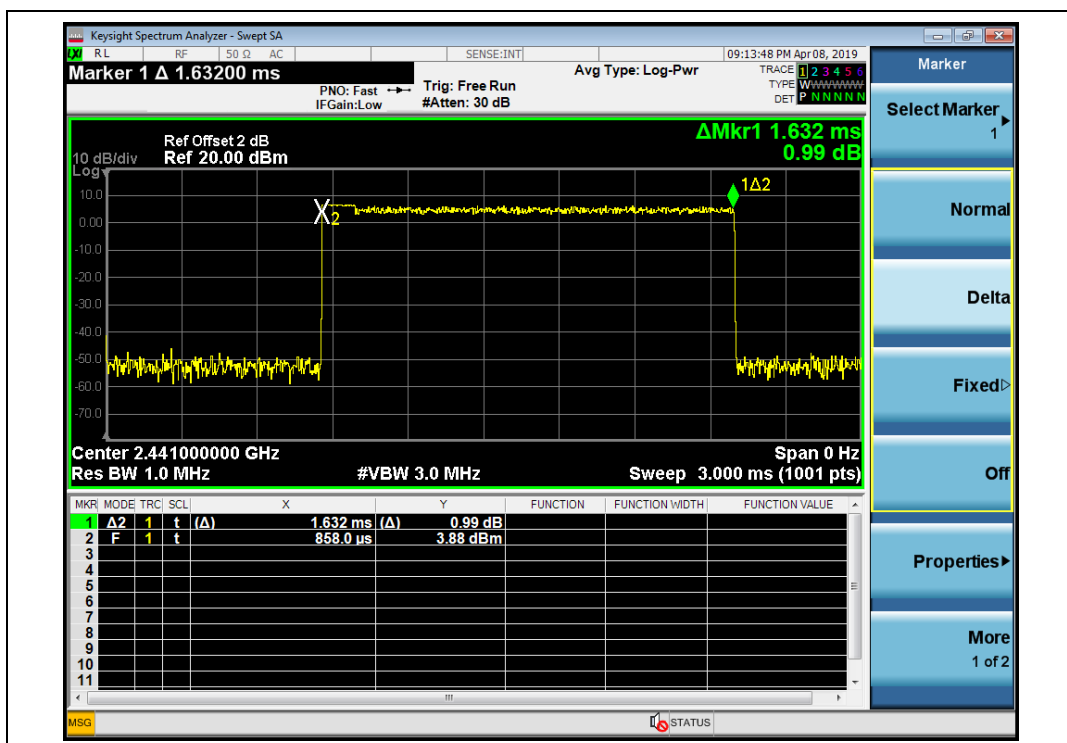 Keysight Spectrum Analyzer - Swept SA
LXI RL RF 50 Ω AC SENSE:INT 09:13:48 PM Apr 08, 2019
Marker 1 Δ 1.63200 ms
PNO: Fast
IFGain:Low
Trig: Free Run
#Atten: 30 dB
Avg Type: Log-Pwr
TRACE 1 2 3 4 5 6
TYPE WWWWWW
DET P N N N N N
Ref Offset 2 dB
10 dB/div Ref 20.00 dBm
Log
ΔMkr1 1.632 ms
0.99 dB
10.0
0.00
-10.0
-20.0
-30.0
-40.0
-50.0
-60.0
-70.0
X2
1Δ2
Center 2.441000000 GHz Span 0 Hz
Res BW 1.0 MHz #VBW 3.0 MHz Sweep 3.000 ms (1001 pts)
MKR MODE TRC SCL X Y FUNCTION FUNCTION WIDTH FUNCTION VALUE
1 Δ2 1 t (Δ) 1.632 ms (Δ) 0.99 dB
2 F 1 t 858.0 µs 3.88 dBm
3
4
5
6
7
8
9
10
11
MSG STATUS
Marker
Select Marker
1
Normal
Delta
Fixed
Off
Properties
More
1 of 2